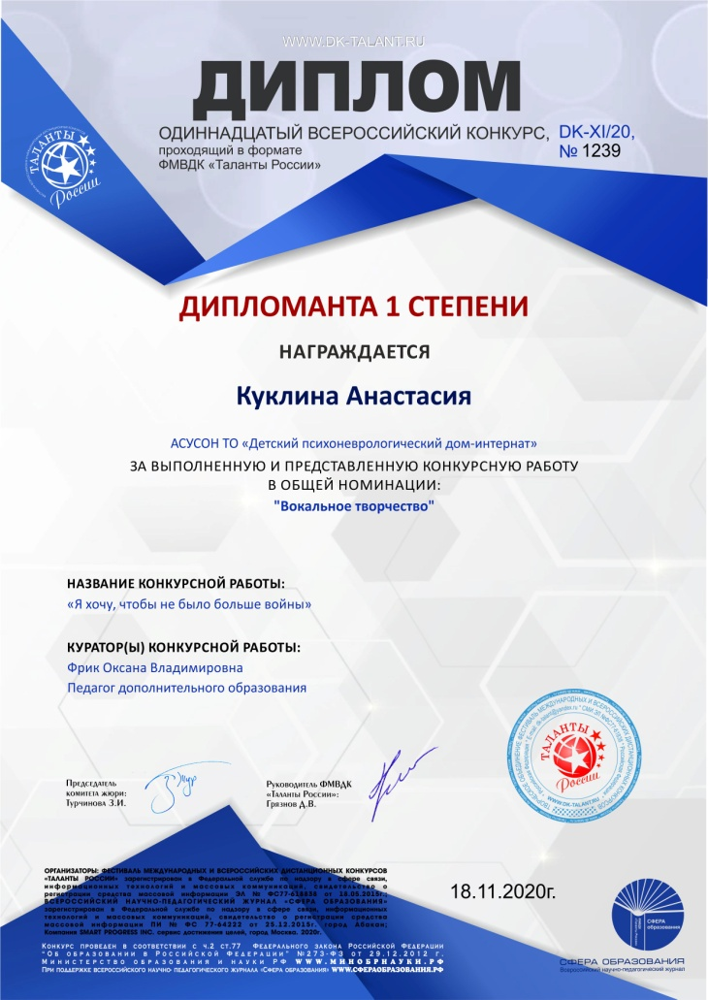 WWW.DK-TALANT.RU
ДИПЛОМ
ОДИННАДЦАТЫЙ ВСЕРОССИЙСКИЙ КОНКУРС, DK-XI/20,
проходящий в формате № 1239
ФМВДК «Таланты России»
ТАЛАНТЫ
России
ДИПЛОМАНТА 1 СТЕПЕНИ
НАГРАЖДАЕТСЯ
Куклина Анастасия
АСУСОН ТО «Детский психоневрологический дом-интернат»
ЗА ВЫПОЛНЕННУЮ И ПРЕДСТАВЛЕННУЮ КОНКУРСНУЮ РАБОТУ
В ОБЩЕЙ НОМИНАЦИИ:
"Вокальное творчество"
НАЗВАНИЕ КОНКУРСНОЙ РАБОТЫ:
«Я хочу, чтобы не было больше войны»
КУРАТОР(Ы) КОНКУРСНОЙ РАБОТЫ:
Фрик Оксана Владимировна
Педагог дополнительного образования
Председатель
комитета жюри:
Турчинова З.И.
Руководитель ФМВДК
«Таланты России»:
Грязнов Д.В.
ТАЛАНТЫ
России
WWW.DK-TALANT.RU
ОРГАНИЗАТОРЫ: ФЕСТИВАЛЬ МЕЖДУНАРОДНЫХ И ВСЕРОССИЙСКИХ ДИСТАНЦИОННЫХ КОНКУРСОВ
«ТАЛАНТЫ РОССИИ» зарегистрирован в Федеральной службе по надзору в сфере связи,
информационных технологий и массовых коммуникаций, свидетельство о
регистрации средства массовой информации ЭЛ № ФС77-61638 от 18.05.2015г.;
ВСЕРОССИЙСКИЙ НАУЧНО-ПЕДАГОГИЧЕСКИЙ ЖУРНАЛ «СФЕРА ОБРАЗОВАНИЯ»
зарегистрирован в Федеральной службе по надзору в сфере связи, информационных
технологий и массовых коммуникаций, свидетельство о регистрации средства
массовой информации ПИ № ФС 77-64222 от 25.12.2015г. город Абакан;
Компания SMART PROGRESS INC. сервис достижения целей, город Москва. 2020г.
18.11.2020г.
КОНКУРС ПРОВЕДЕН В СООТВЕТСТВИИ С Ч.2 СТ.77 ФЕДЕРАЛЬНОГО ЗАКОНА РОССИЙСКОЙ ФЕДЕРАЦИИ
"ОБ ОБРАЗОВАНИИ В РОССИЙСКОЙ ФЕДЕРАЦИИ" №273-ФЗ ОТ 29.12.2012 г.
МИНИСТЕРСТВО ОБРАЗОВАНИЯ И НАУКИ РФ WWW.МИНОБРНАУКИ.РФ
ПРИ ПОДДЕРЖКЕ ВСЕРОССИЙСКОГО НАУЧНО- ПЕДАГОГИЧЕСКОГО ЖУРНАЛА «СФЕРА ОБРАЗОВАНИЯ» WWW.СФЕРАОБРАЗОВАНИЯ.РФ
СФЕРА
образования
СФЕРА ОБРАЗОВАНИЯ
Всероссийский научно-педагогический журнал